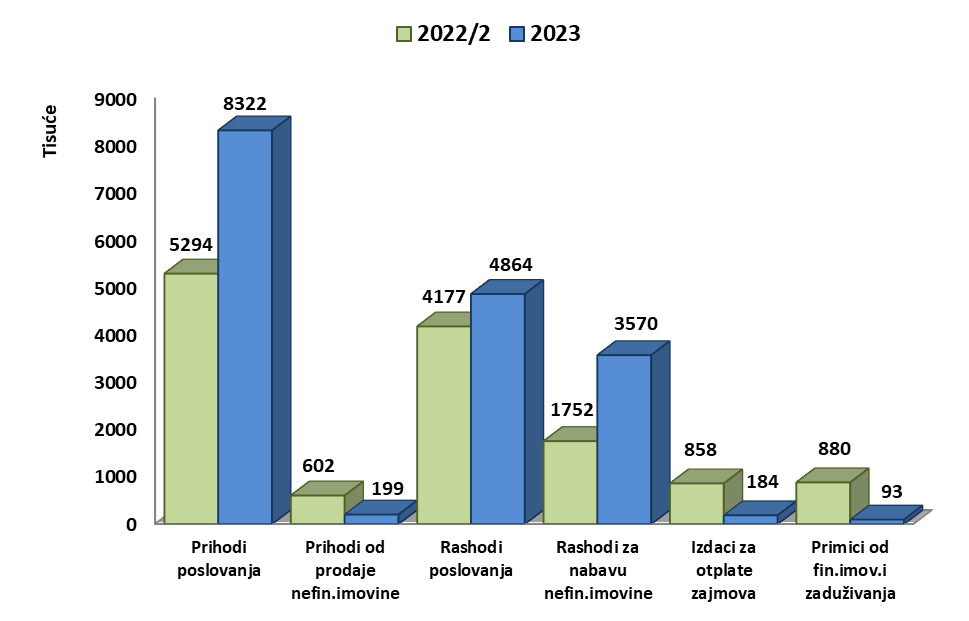 2022/2 2023
Tisuće
9000
8000
7000
6000
5000
4000
3000
2000
1000
0
5294
8322
602
199
4177
4864
1752
3570
858
184
880
93
Prihodi
poslovanja
Prihodi od
prodaje
nefin.imovine
Rashodi
poslovanja
Rashodi za
nabavu
nefin.imovine
Izdaci za
otplate
zajmova
Primici od
fin.imov.i
zaduživanja